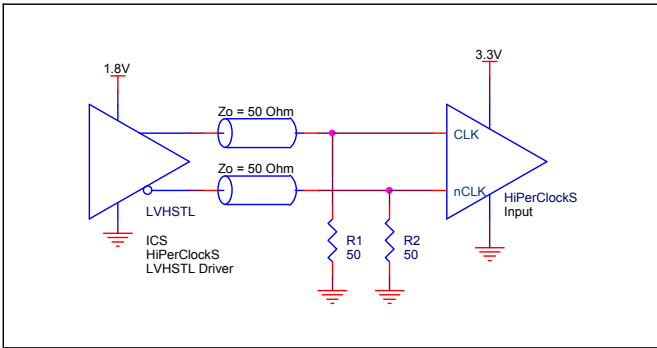 1.8V
3.3V
Zo = 50 Ohm
CLK
Zo = 50 Ohm
nCLK
LVHSTL
HiPerClockS
Input
ICS
HiPerClockS
LVHSTL Driver
R1
50
R2
50